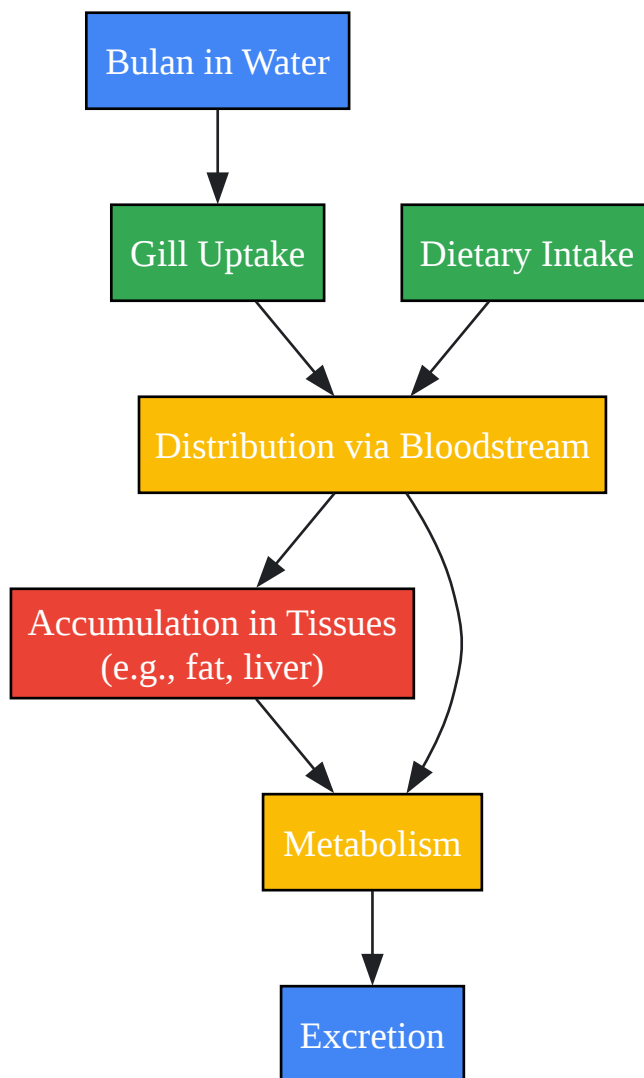 Bulan in Water
Gill Uptake
Dietary Intake
Distribution via Bloodstream
Accumulation in Tissues
(e.g., fat, liver)
Metabolism
Excretion